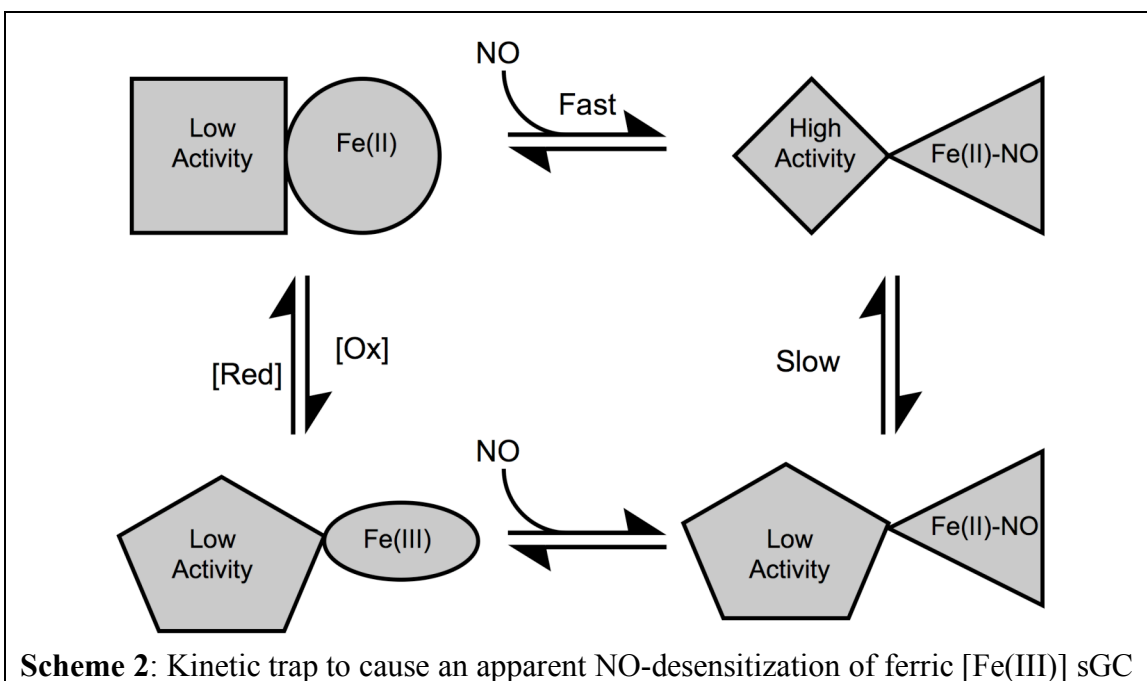 NO
Fast
Low
Activity
Fe(II)
High
Activity
Fe(II)-NO
[Red]
[Ox]
Slow
NO
Low
Activity
Fe(III)
Low
Activity
Fe(II)-NO
Scheme 2: Kinetic trap to cause an apparent NO-desensitization of ferric [Fe(III)] sGC